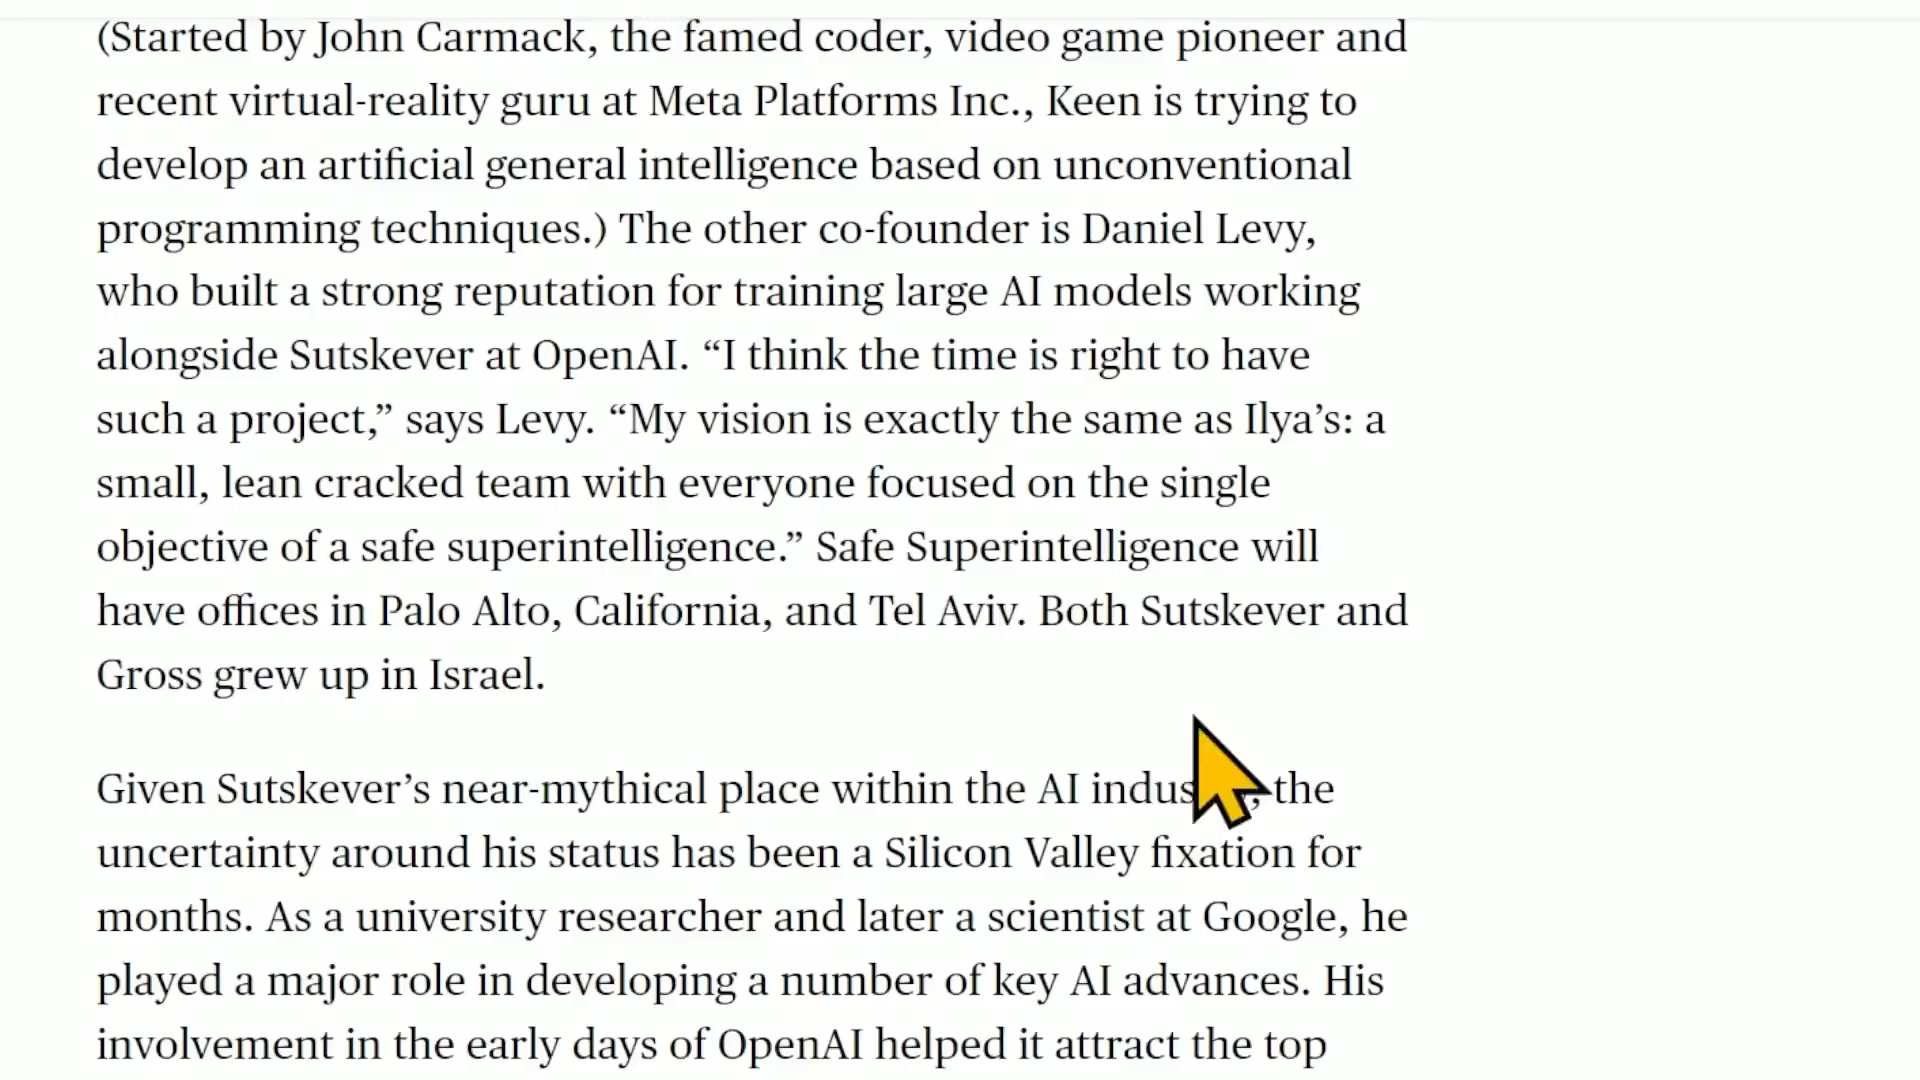 (Started by John Carmack, the famed coder, video game pioneer and
recent virtual-reality guru at Meta Platforms Inc., Keen is trying to
develop an artificial general intelligence based on unconventional
programming techniques.) The other co-founder is Daniel Levy,
who built a strong reputation for training large AI models working
alongside Sutskever at OpenAI. “I think the time is right to have
such a project,” says Levy. “My vision is exactly the same as Ilya’s: a
small, lean cracked team with everyone focused on the single
objective of a safe superintelligence.” Safe Superintelligence will
have offices in Palo Alto, California, and Tel Aviv. Both Sutskever and
Gross grew up in Israel.
Given Sutskever’s near-mythical place within the AI the
uncertainty around his status has been a Silicon Valley fixation for
months. As a university researcher and later a scientist at Google, he
played a major role in developing a number of key AI advances. His
involvement in the early days of OpenAI helped it attract the top